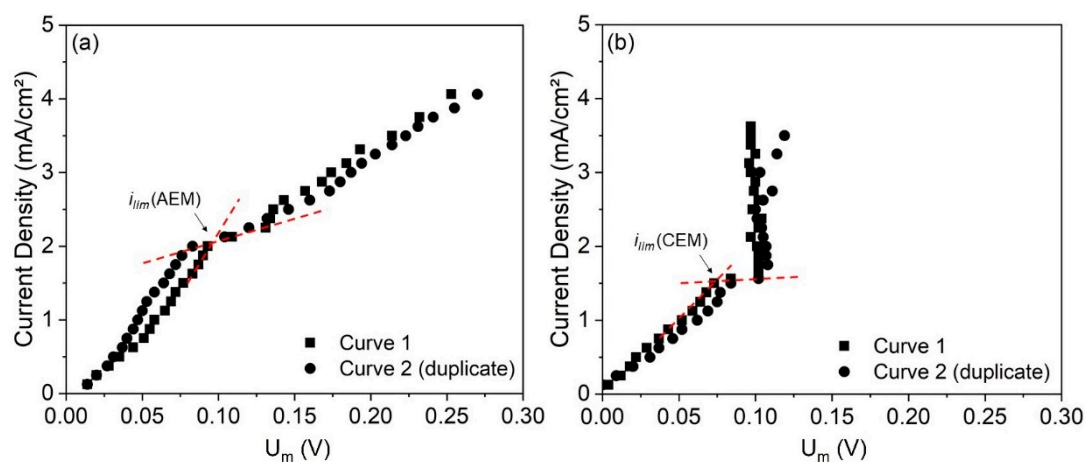 (a)
Current Density (mA/cm²)
5
4
3
2
1
0
i_lim(AEM)
Curve 1
Curve 2 (duplicate)
0.00 0.05 0.10 0.15 0.20 0.25 0.30
U_m (V)
(b)
Current Density (mA/cm²)
5
4
3
2
1
0
i_lim(CEM)
Curve 1
Curve 2 (duplicate)
0.00 0.05 0.10 0.15 0.20 0.25 0.30
U_m (V)